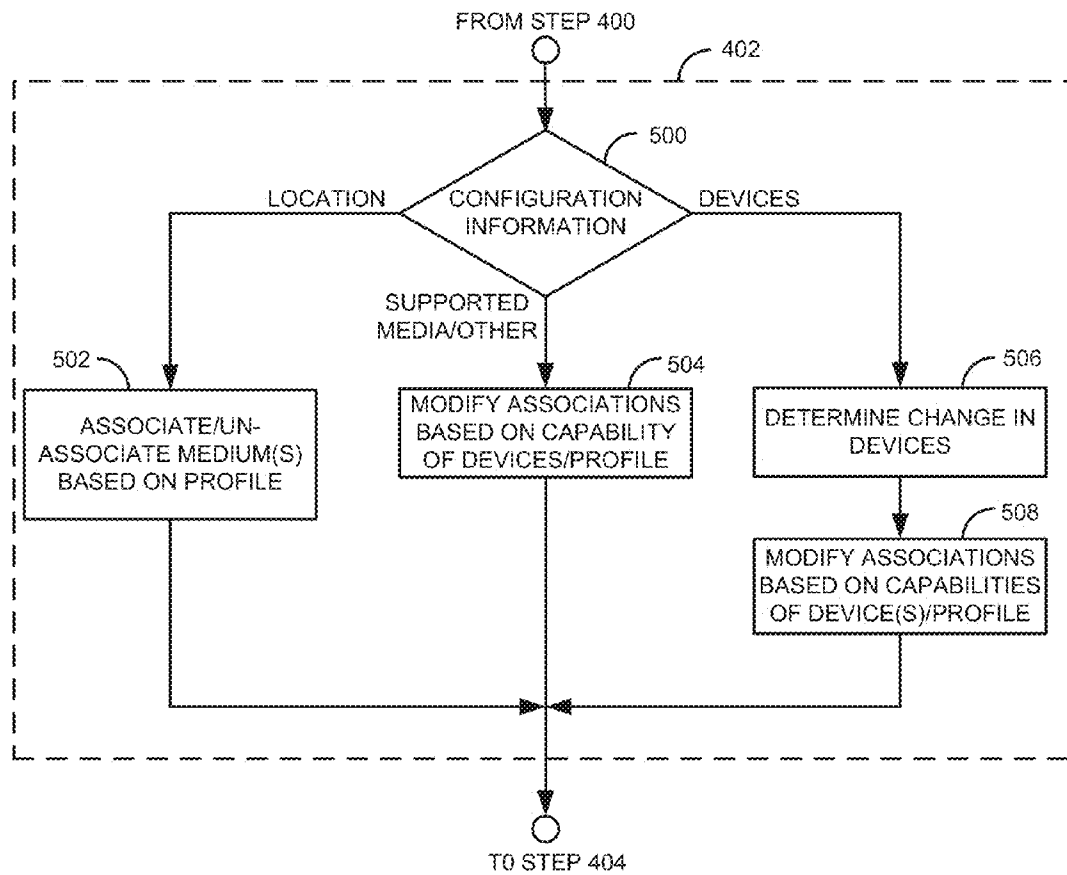 FROM STEP 400
402
500
LOCATION
CONFIGURATION
INFORMATION
DEVICES
SUPPORTED
MEDIA/OTHER
502
504
506
ASSOCIATE/UN-
ASSOCIATE MEDIUM(S)
BASED ON PROFILE
MODIFY ASSOCIATIONS
BASED ON CAPABILITY
OF DEVICES/PROFILE
DETERMINE CHANGE IN
DEVICES
508
MODIFY ASSOCIATIONS
BASED ON CAPABILITIES
OF DEVICE(S)/PROFILE
T0 STEP 404